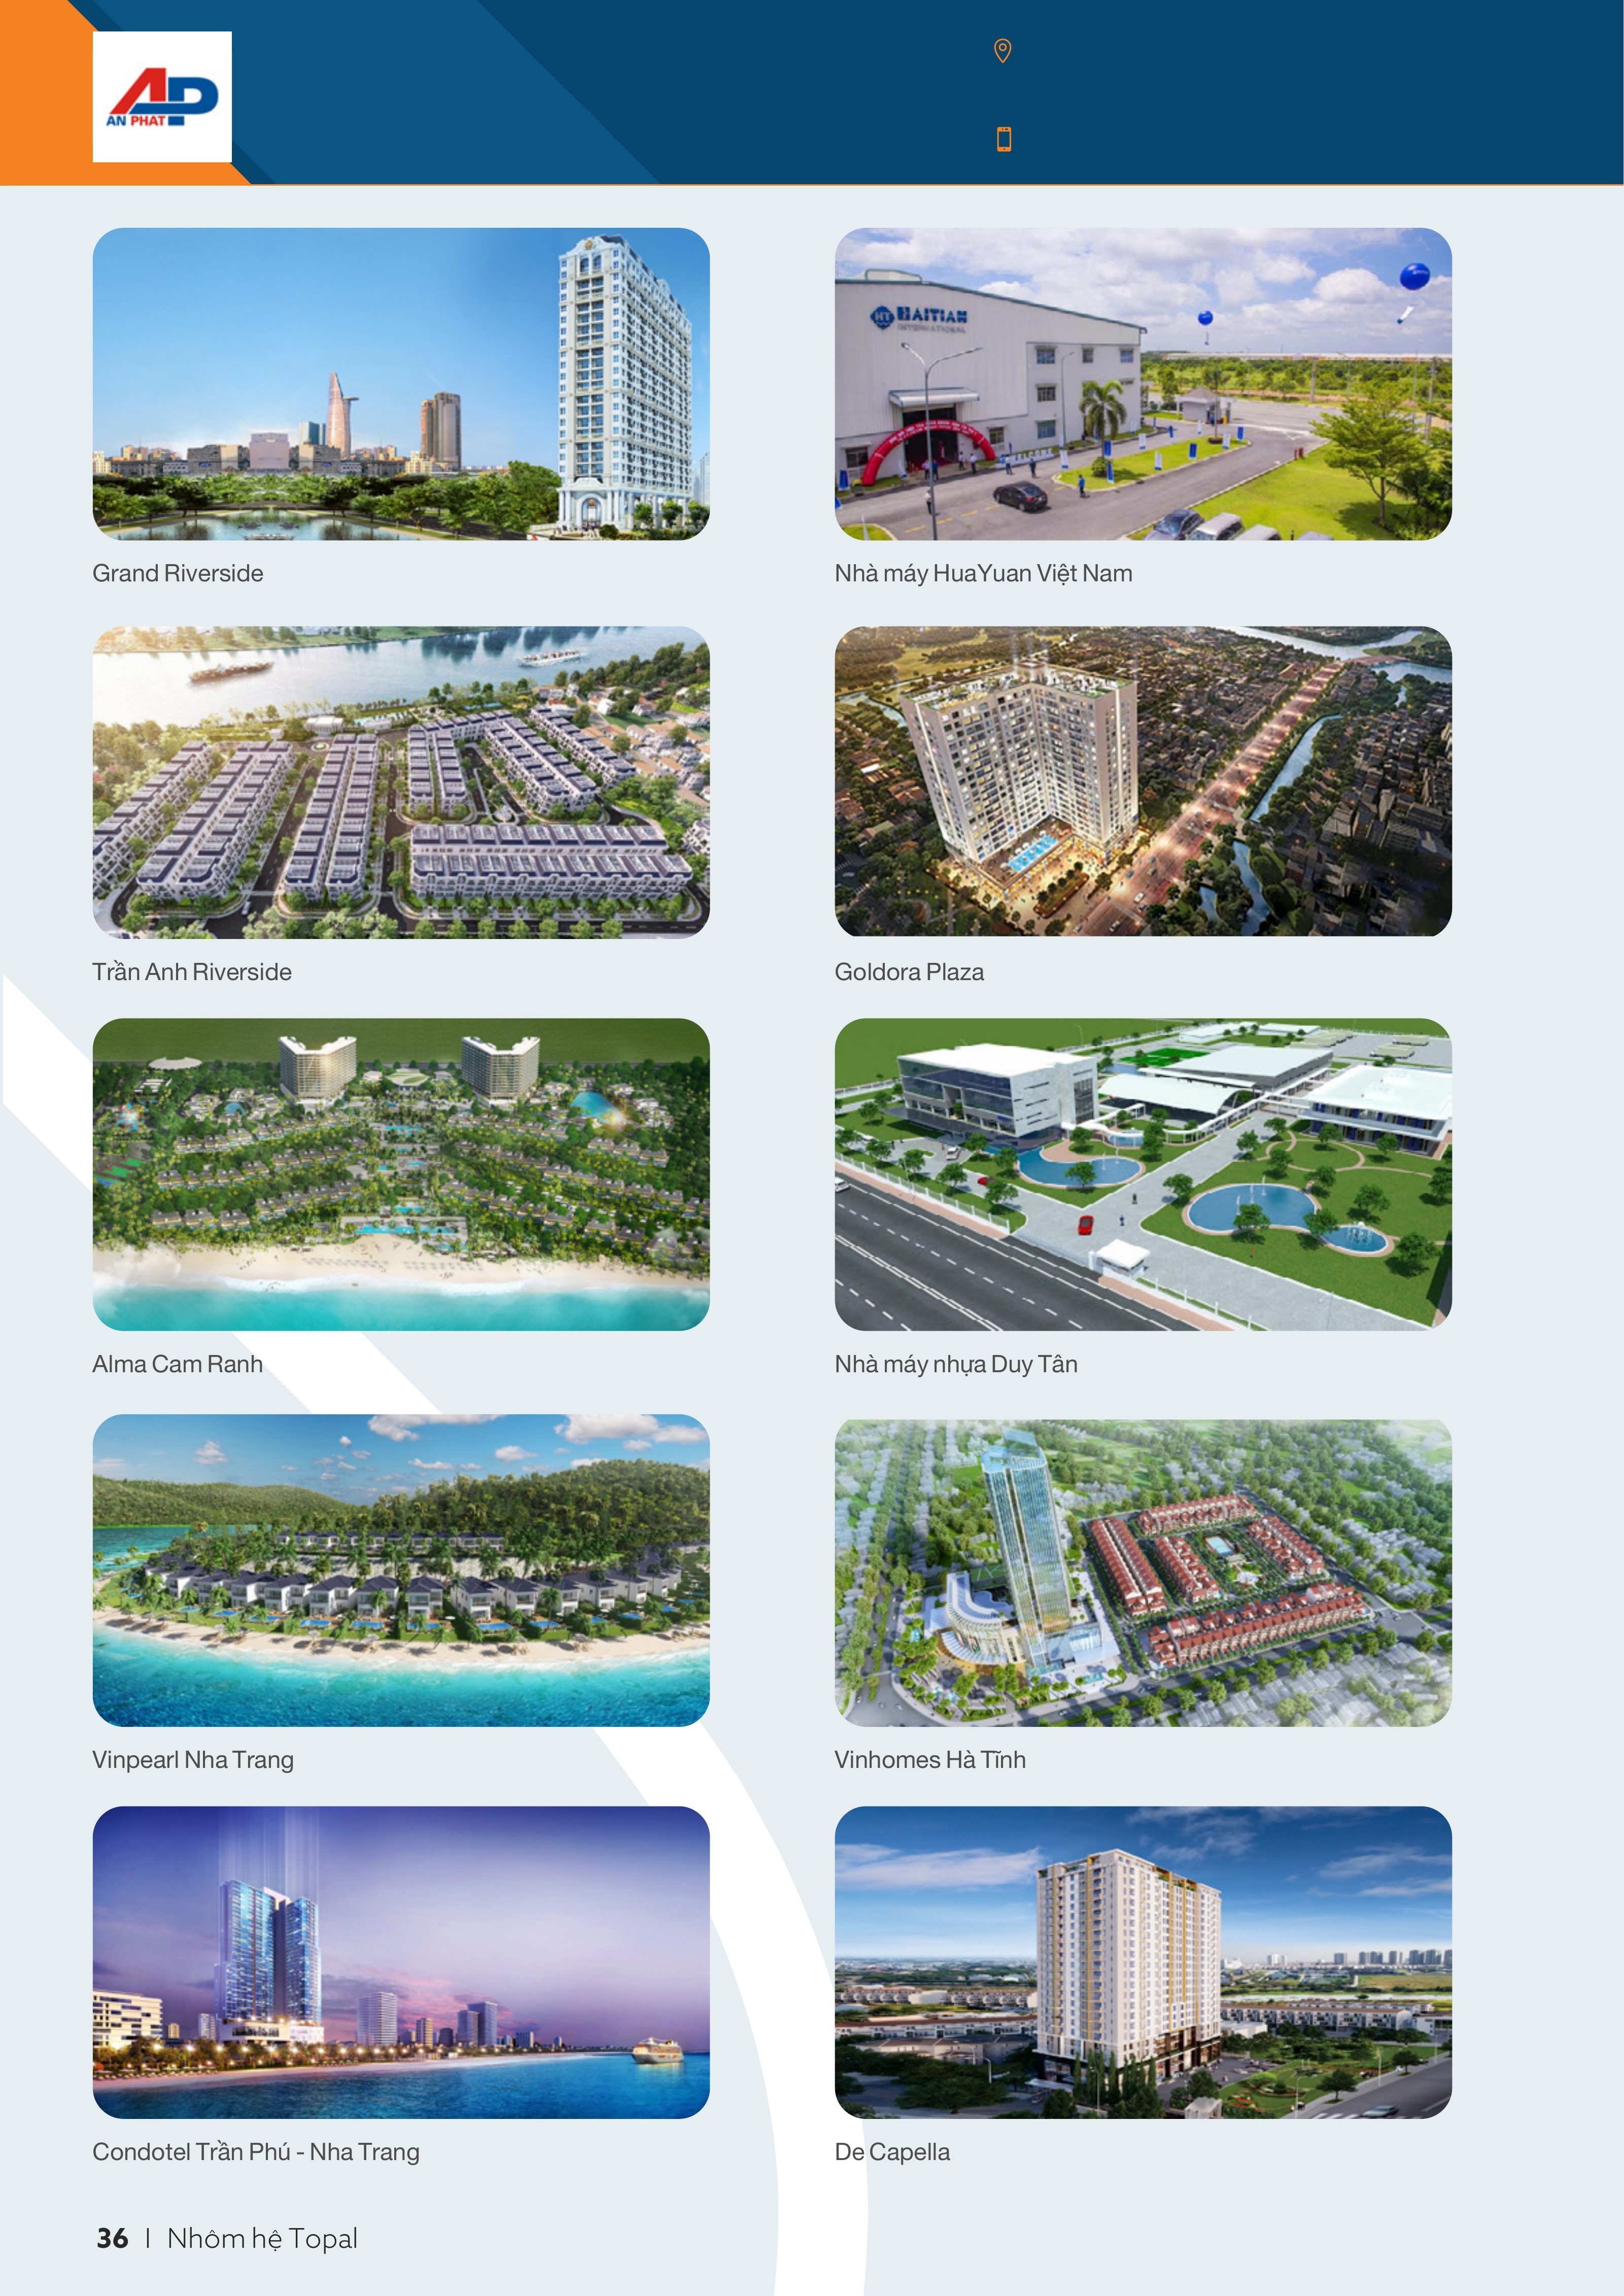 AN PHAT
HAITIAN
INTERNATIONAL
Grand Riverside
Nhà máy HuaYuan Việt Nam
Trần Anh Riverside
Goldora Plaza
Alma Cam Ranh
Nhà máy nhựa Duy Tân
Vinpearl Nha Trang
Vinhomes Hà Tĩnh
Condotel Trần Phú - Nha Trang
De Capella
36 I Nhôm hệ Topal